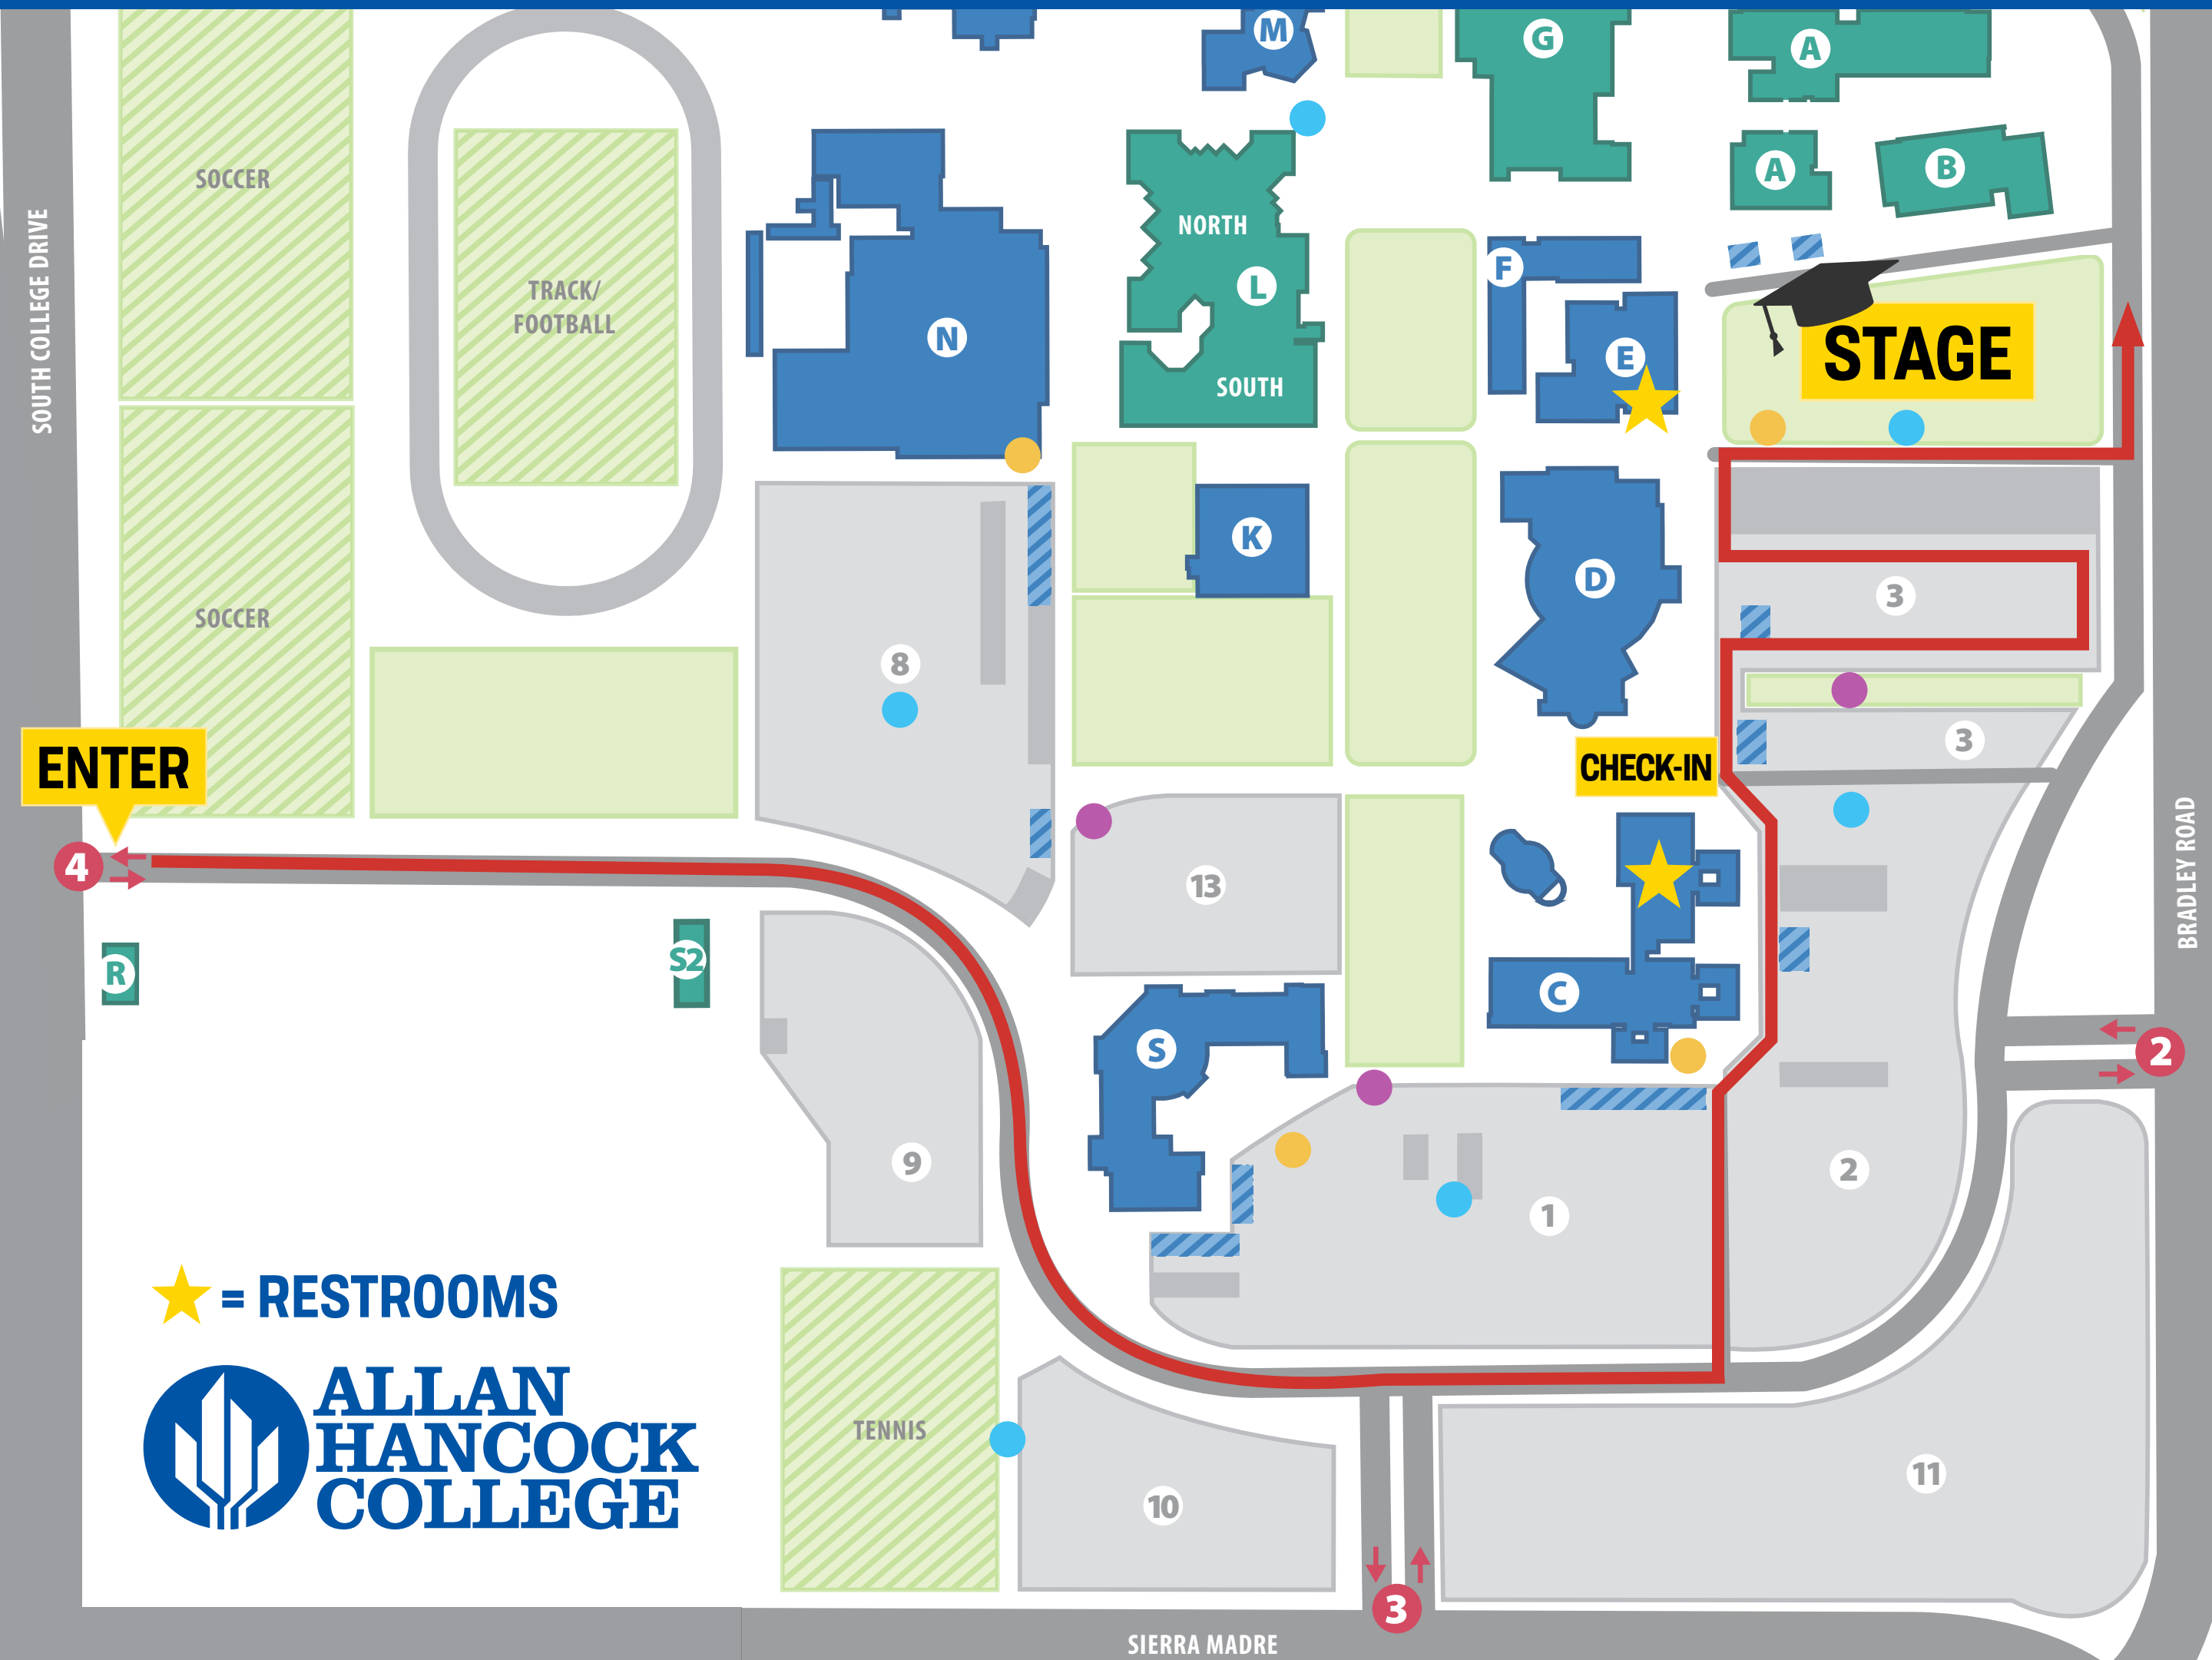 M
G
A
A
B
SOCCER
NORTH
L
F
SOUTH COLLEGE DRIVE
TRACK/
FOOTBALL
N
E
STAGE
SOUTH
K
D
3
SOCCER
8
3
ENTER
CHECK-IN
4
13
BRADLEY ROAD
R
S2
C
S
2
9
2
1
= RESTROOMS
ALLAN
HANCOCK
COLLEGE
TENNIS
10
11
3
SIERRA MADRE